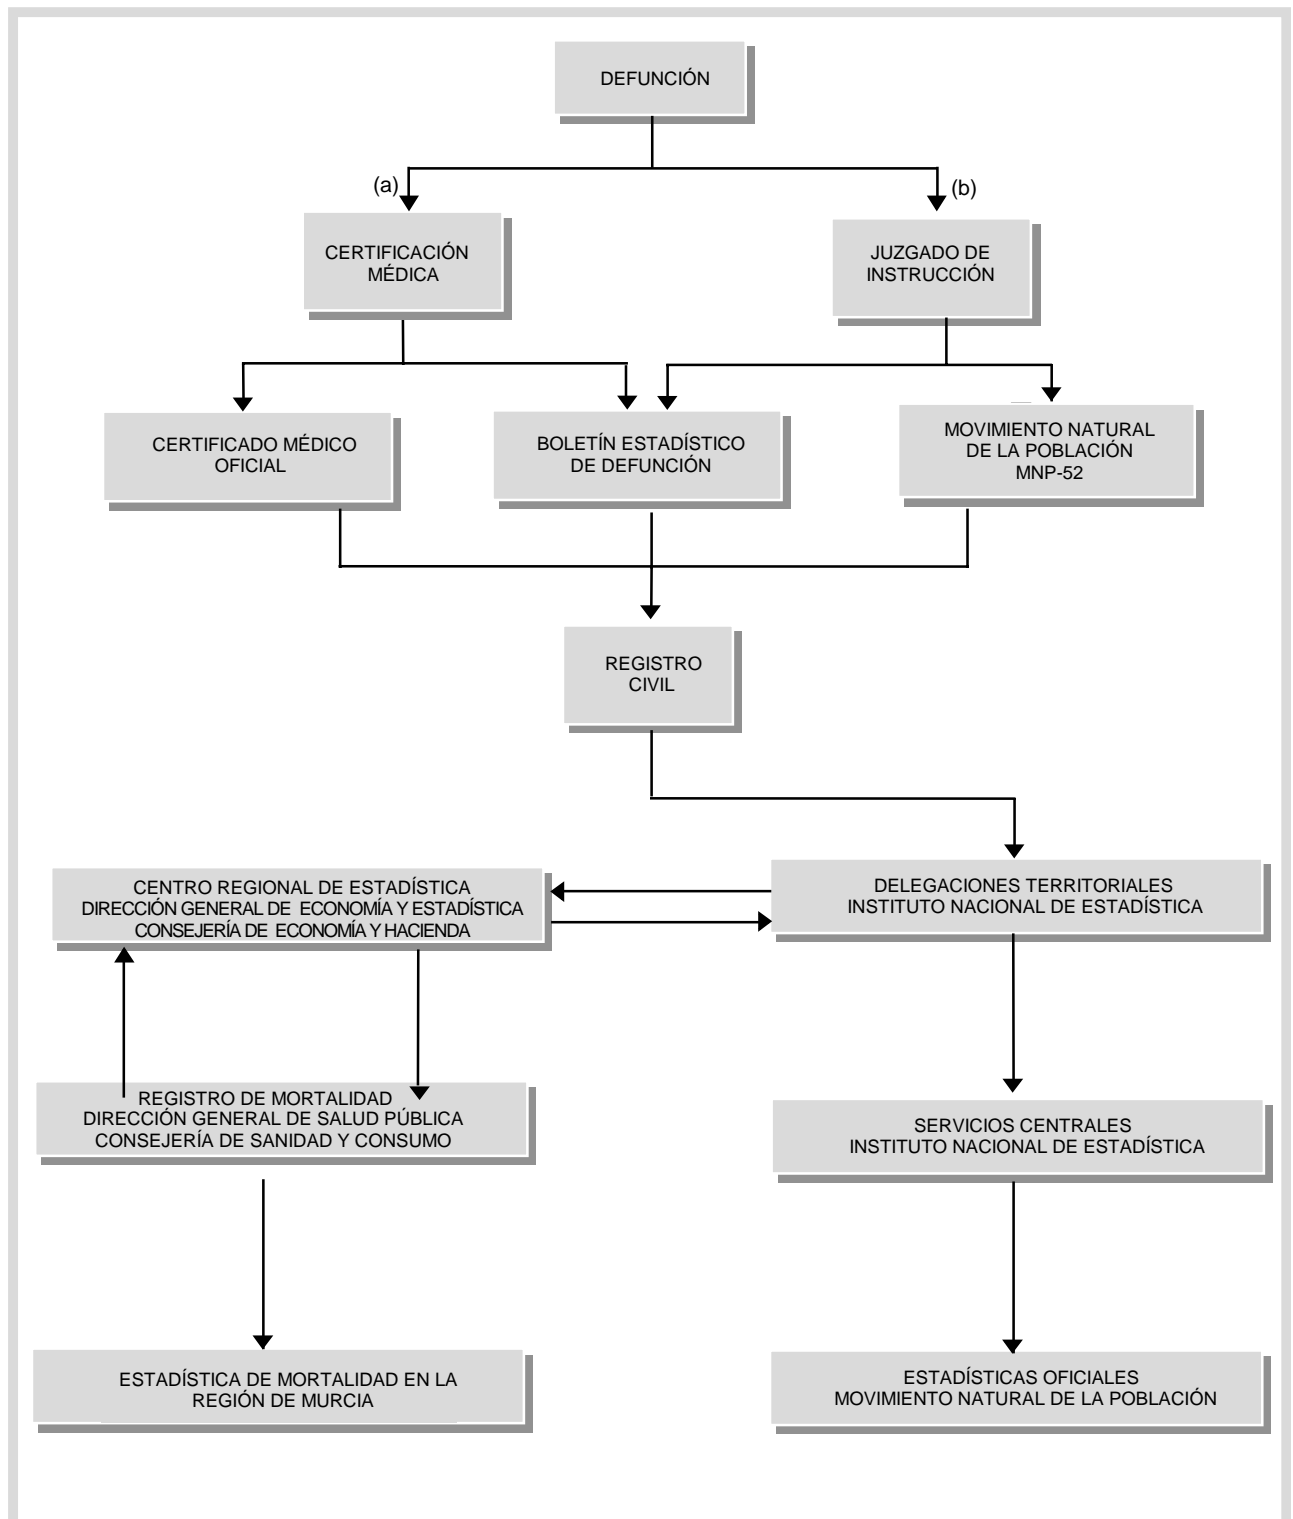 DEFUNCIÓN
(a)
(b)
CERTIFICACIÓN
MÉDICA
JUZGADO DE
INSTRUCCIÓN
CERTIFICADO MÉDICO
OFICIAL
BOLETÍN ESTADÍSTICO
DE DEFUNCIÓN
MOVIMIENTO NATURAL
DE LA POBLACIÓN
MNP-52
REGISTRO
CIVIL
CENTRO REGIONAL DE ESTADÍSTICA
DIRECCIÓN GENERAL DE ECONOMÍA Y ESTADÍSTICA
CONSEJERÍA DE ECONOMÍA Y HACIENDA
DELEGACIONES TERRITORIALES
INSTITUTO NACIONAL DE ESTADÍSTICA
REGISTRO DE MORTALIDAD
DIRECCIÓN GENERAL DE SALUD PÚBLICA
CONSEJERÍA DE SANIDAD Y CONSUMO
SERVICIOS CENTRALES
INSTITUTO NACIONAL DE ESTADÍSTICA
ESTADÍSTICA DE MORTALIDAD EN LA
REGIÓN DE MURCIA
ESTADÍSTICAS OFICIALES
MOVIMIENTO NATURAL DE LA POBLACIÓN